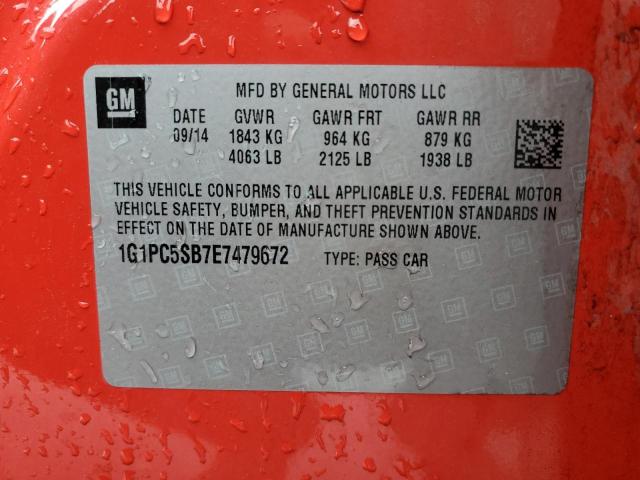 GM
MFD BY GENERAL MOTORS LLC
DATE GVWR GAWR FRT GAWR RR
09/14 1843 KG 964 KG 879 KG
4063 LB 2125 LB 1938 LB
THIS VEHICLE CONFORMS TO ALL APPLICABLE U.S. FEDERAL MOTOR
VEHICLE SAFETY, BUMPER, AND THEFT PREVENTION STANDARDS IN
EFFECT ON THE DATE OF MANUFACTURE SHOWN ABOVE.
1G1PC5SB7E7479672 TYPE: PASS CAR